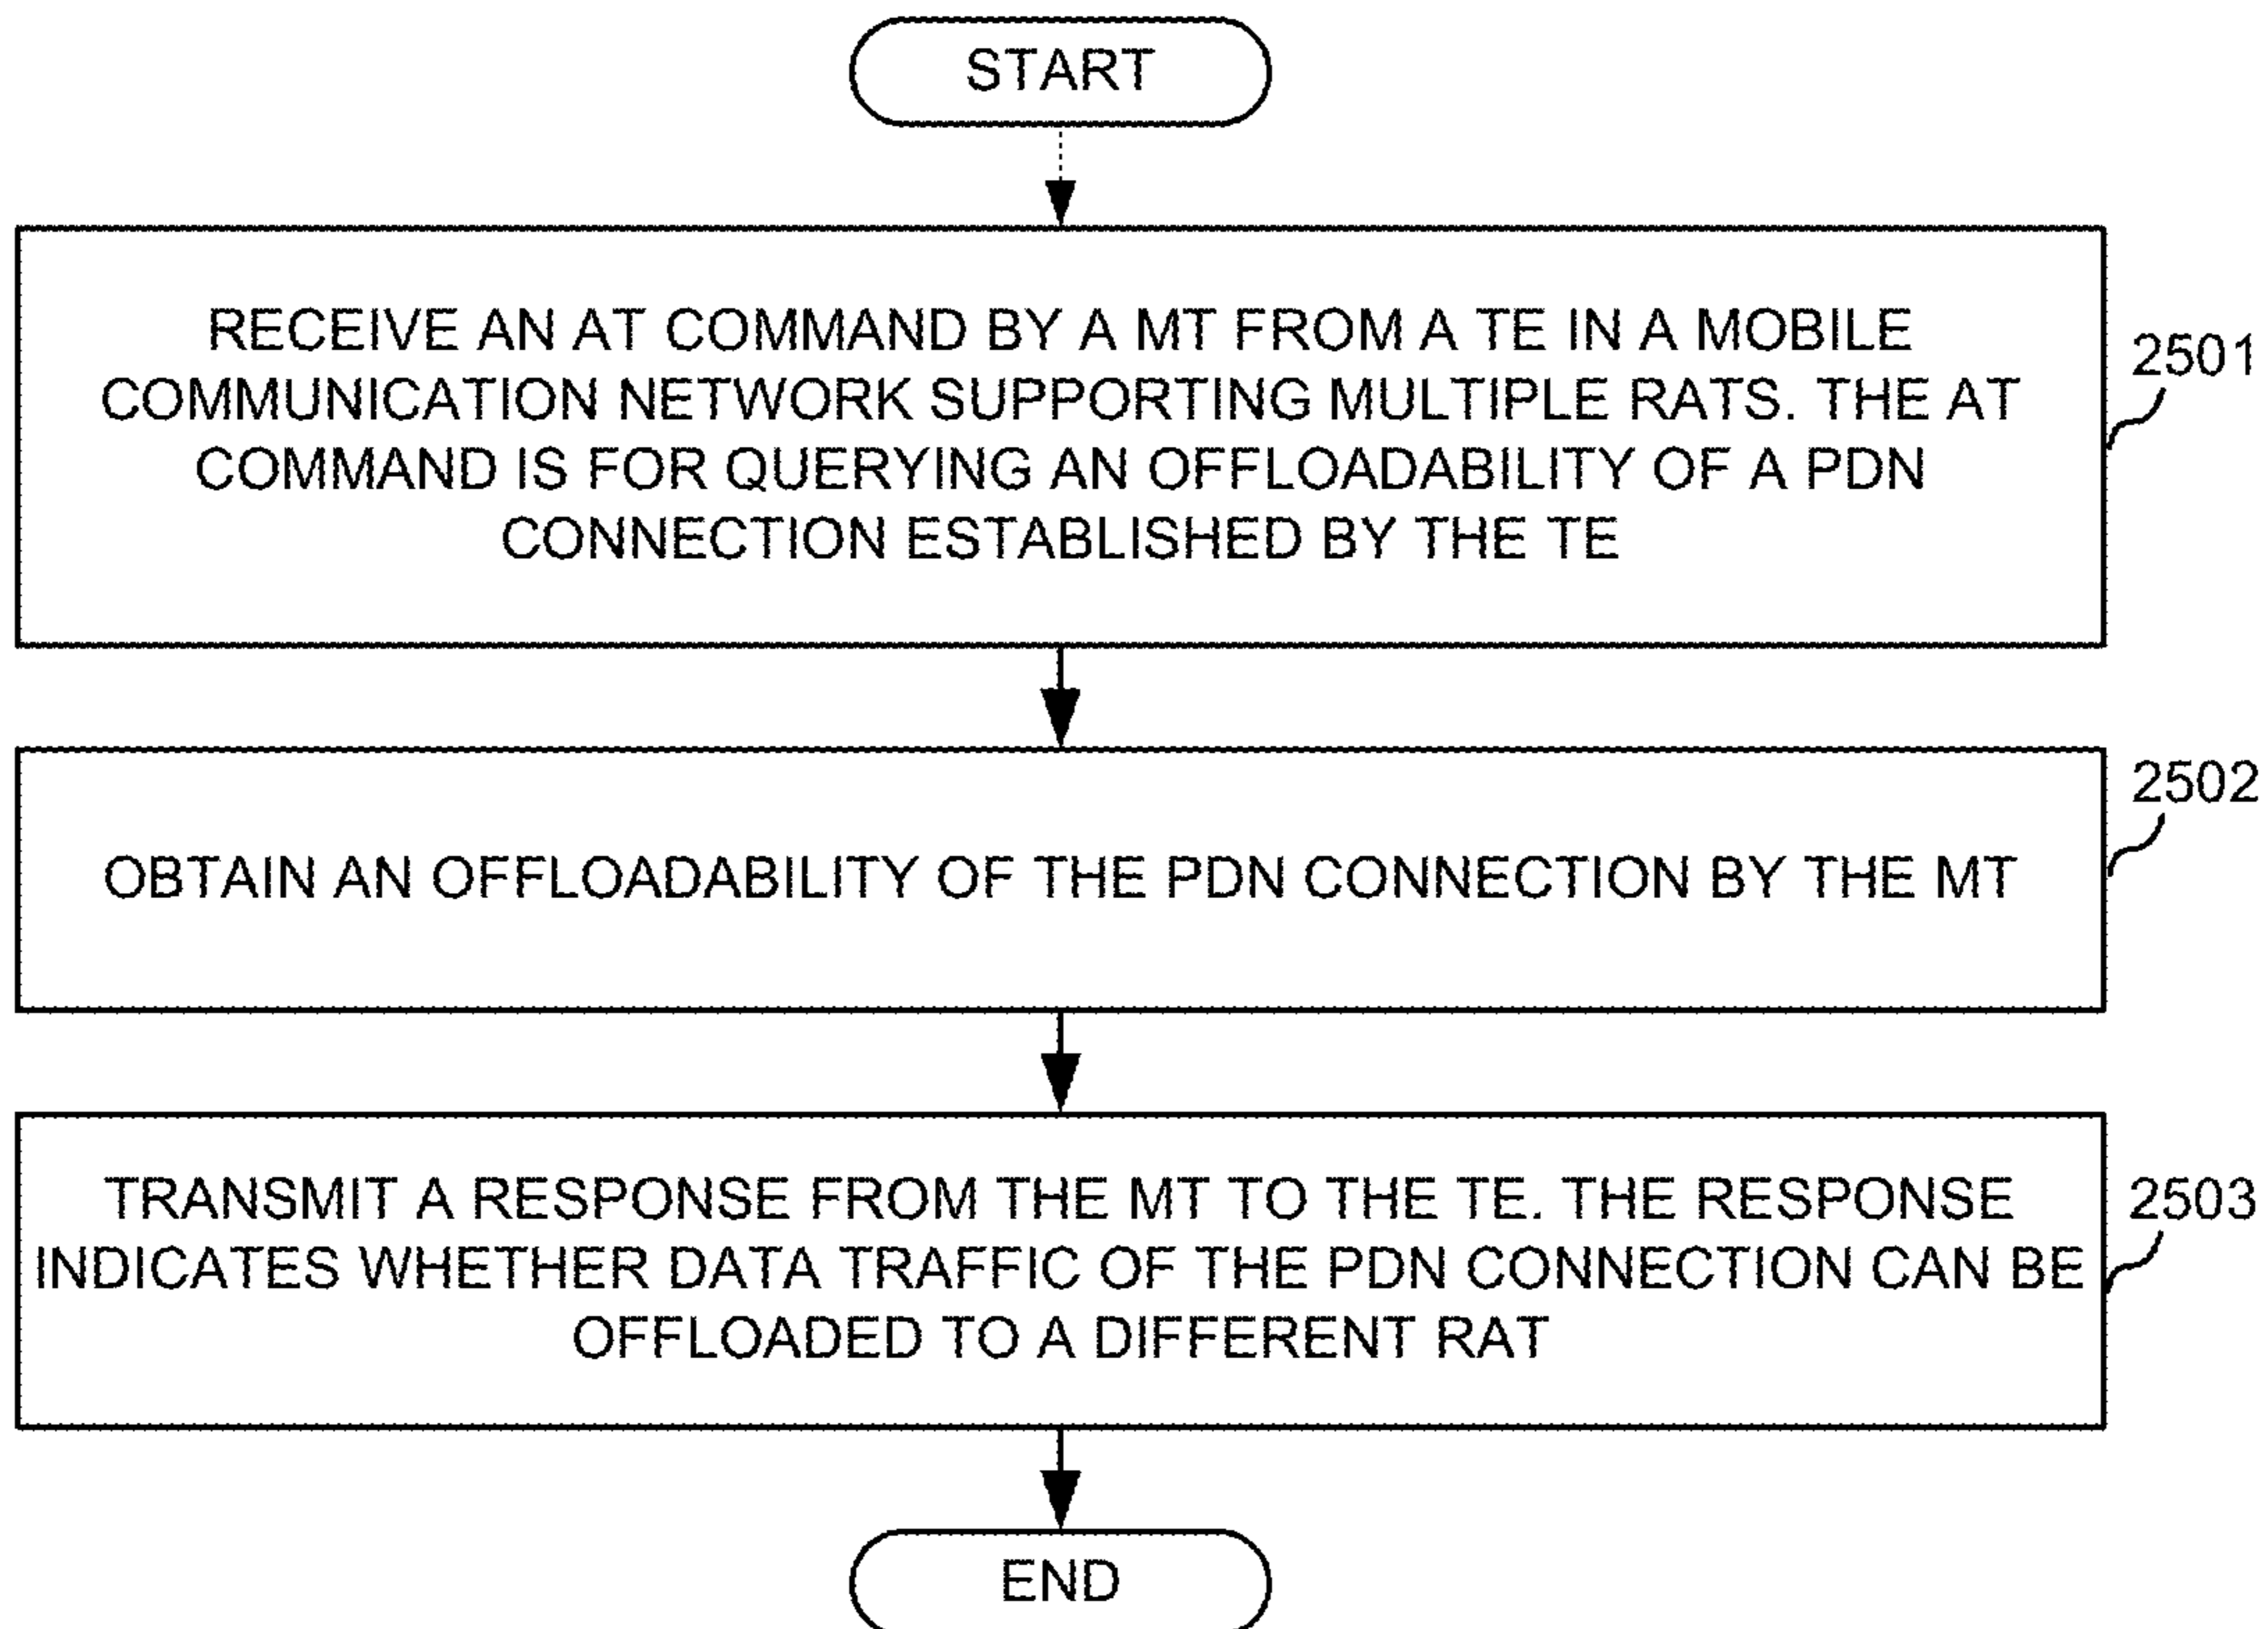 START
RECEIVE AN AT COMMAND BY A MT FROM A TE IN A MOBILE
COMMUNICATION NETWORK SUPPORTING MULTIPLE RATS. THE AT
COMMAND IS FOR QUERYING AN OFFLOADABILITY OF A PDN
CONNECTION ESTABLISHED BY THE TE
2501
OBTAIN AN OFFLOADABILITY OF THE PDN CONNECTION BY THE MT
2502
TRANSMIT A RESPONSE FROM THE MT TO THE TE. THE RESPONSE
INDICATES WHETHER DATA TRAFFIC OF THE PDN CONNECTION CAN BE
OFFLOADED TO A DIFFERENT RAT
2503
END